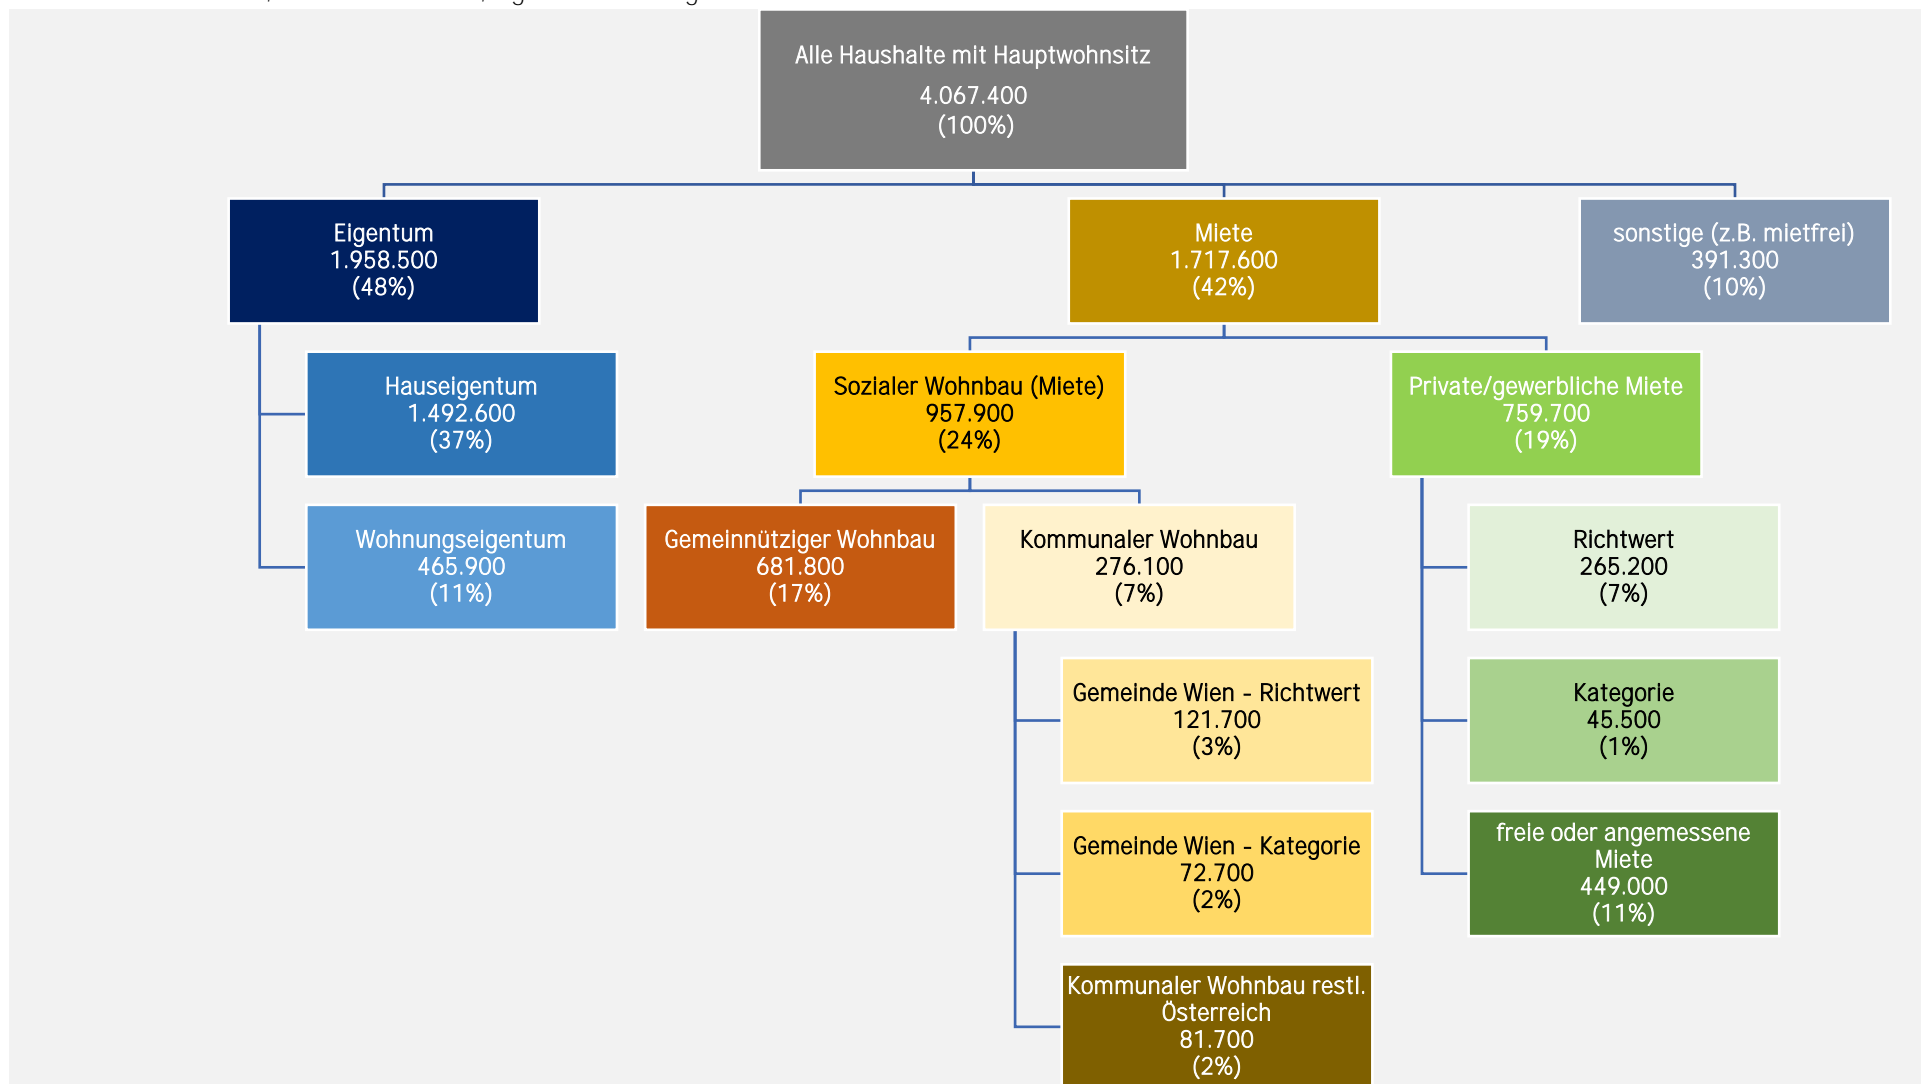 Alle Haushalte mit Hauptwohnsitz
4.067.400
(100%)
Eigentum
1.958.500
(48%)
Miete
1.717.600
(42%)
sonstige (z.B. mietfrei)
391.300
(10%)
Hauseigentum
1.492.600
(37%)
Sozialer Wohnbau (Miete)
957.900
(24%)
Private/gewerbliche Miete
759.700
(19%)
Wohnungseigentum
465.900
(11%)
Gemeinnütziger Wohnbau
681.800
(17%)
Kommunaler Wohnbau
276.100
(7%)
Richtwert
265.200
(7%)
Gemeinde Wien - Richtwert
121.700
(3%)
Kategorie
45.500
(1%)
Gemeinde Wien - Kategorie
72.700
(2%)
freie oder angemessene
Miete
449.000
(11%)
Kommunaler Wohnbau restl.
Österreich
81.700
(2%)